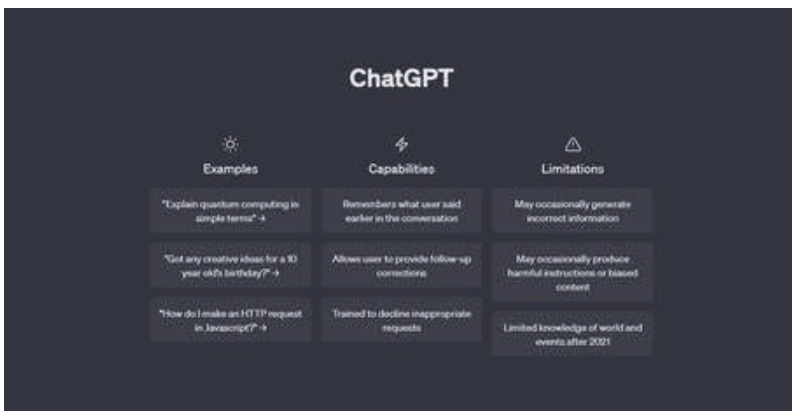 ChatGPT
Examples
"Explain quantum computing in
simple terms" →
"Got any creative ideas for a 10
year old's birthday?" →
"How do I make an HTTP request
in Javascript?" →
Capabilities
Remembers what user said
earlier in the conversation
Allows user to provide follow-up
corrections
Trained to decline inappropriate
requests
Limitations
May occasionally generate
incorrect information
May occasionally produce
harmful instructions or biased
content
Limited knowledge of world and
events after 2021